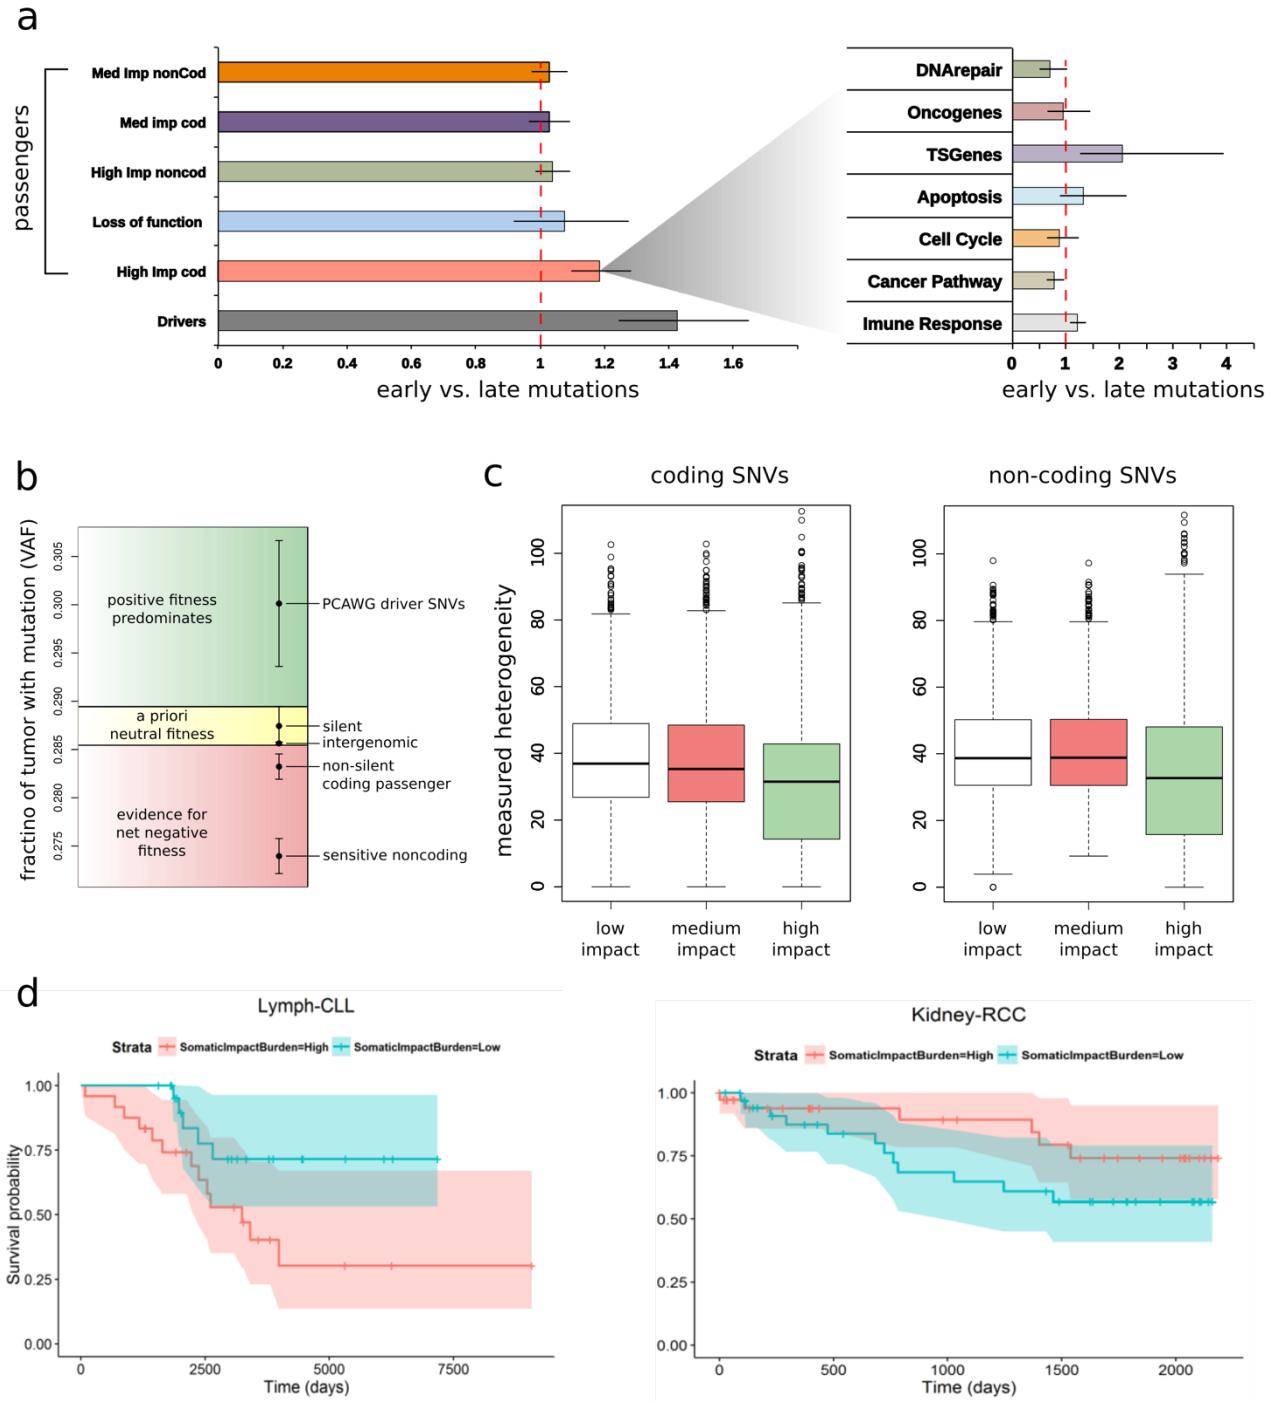 a
passengers
Med Imp nonCod
Med imp cod
High Imp noncod
Loss of function
High Imp cod
Drivers
0 0.2 0.4 0.6 0.8 1 1.2 1.4 1.6
early vs. late mutations
DNArepair
Oncogenes
TSGenes
Apoptosis
Cell Cycle
Cancer Pathway
Imune Response
0 1 2 3 4
early vs. late mutations
b
fractino of tumor with mutation (VAF)
0.305
0.300
0.295
0.290
0.285
0.280
0.275
positive fitness
predominates
a priori
neutral fitness
evidence for
net negative
fitness
PCAWG driver SNVs
silent
intergenomic
non-silent
coding passenger
sensitive noncoding
c
measured heterogeneity
coding SNVs
100
80
60
40
20
0
low
impact
medium
impact
high
impact
non-coding SNVs
100
80
60
40
20
0
low
impact
medium
impact
high
impact
d
Lymph-CLL
Strata SomaticImpactBurden=High SomaticImpactBurden=Low
Survival probability
1.00
0.75
0.50
0.25
0.00
0 2500 5000 7500
Time (days)
Kidney-RCC
Strata SomaticImpactBurden=High SomaticImpactBurden=Low
1.00
0.75
0.50
0.25
0.00
0 500 1000 1500 2000
Time (days)